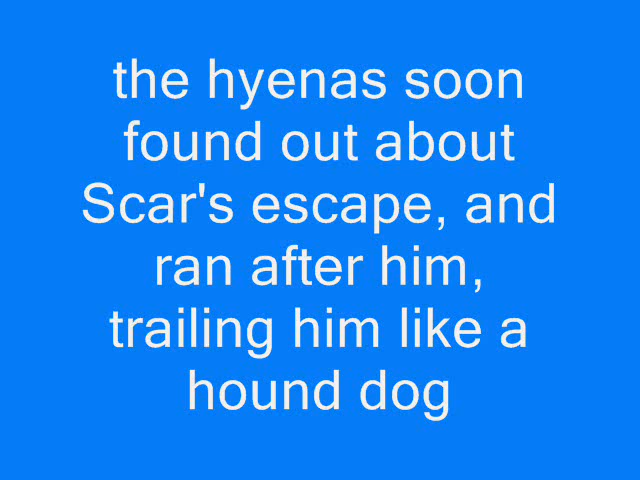 the hyenas soon
found out about
Scar's escape, and
ran after him,
trailing him like a
hound dog